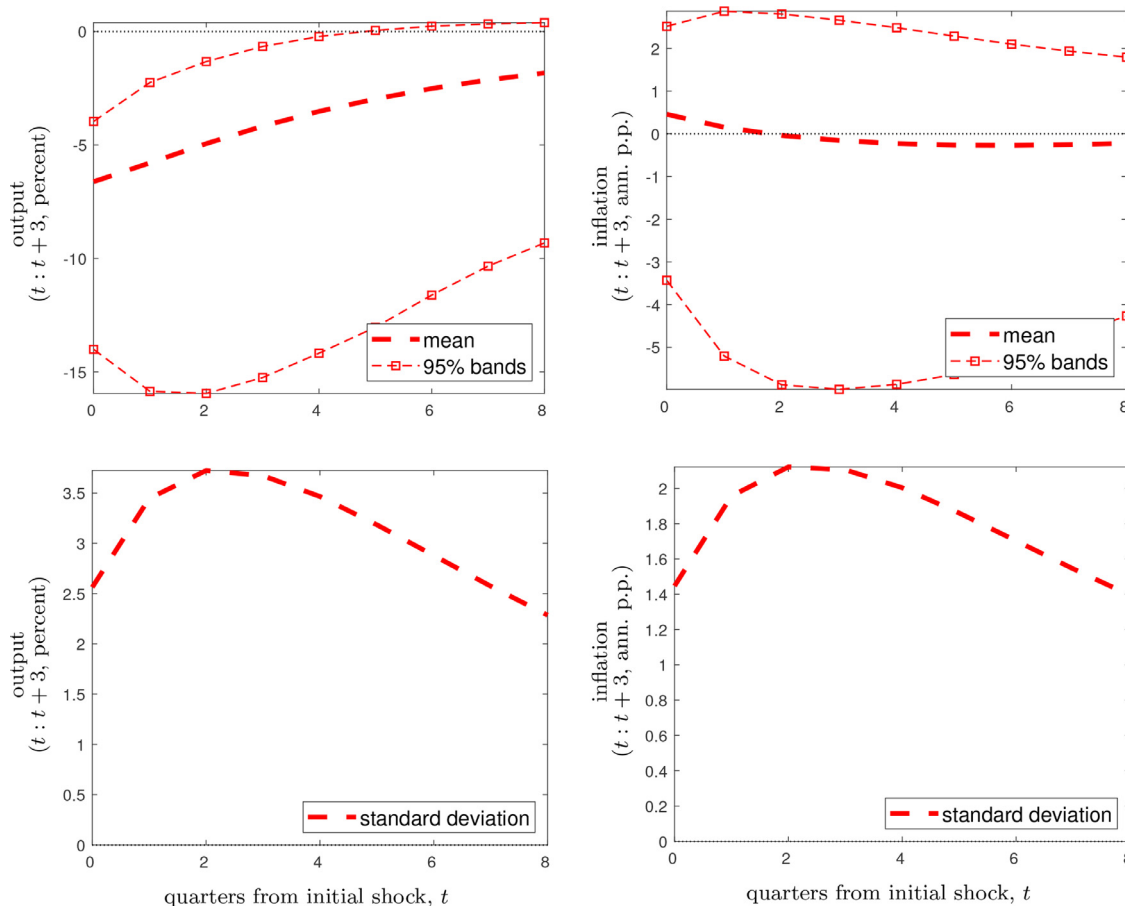 0
-5
-10
-15
output
(t : t + 3, percent)
mean
95% bands
0 2 4 6 8
2
1
0
-1
-2
-3
-4
-5
inflation
(t : t + 3, ann. p.p.)
mean
95% bands
0 2 4 6 8
3.5
3
2.5
2
1.5
1
0.5
0
output
(t : t + 3, percent)
standard deviation
0 2 4 6 8
quarters from initial shock, t
2
1.8
1.6
1.4
1.2
1
0.8
0.6
0.4
0.2
0
inflation
(t : t + 3, ann. p.p.)
standard deviation
0 2 4 6 8
quarters from initial shock, t